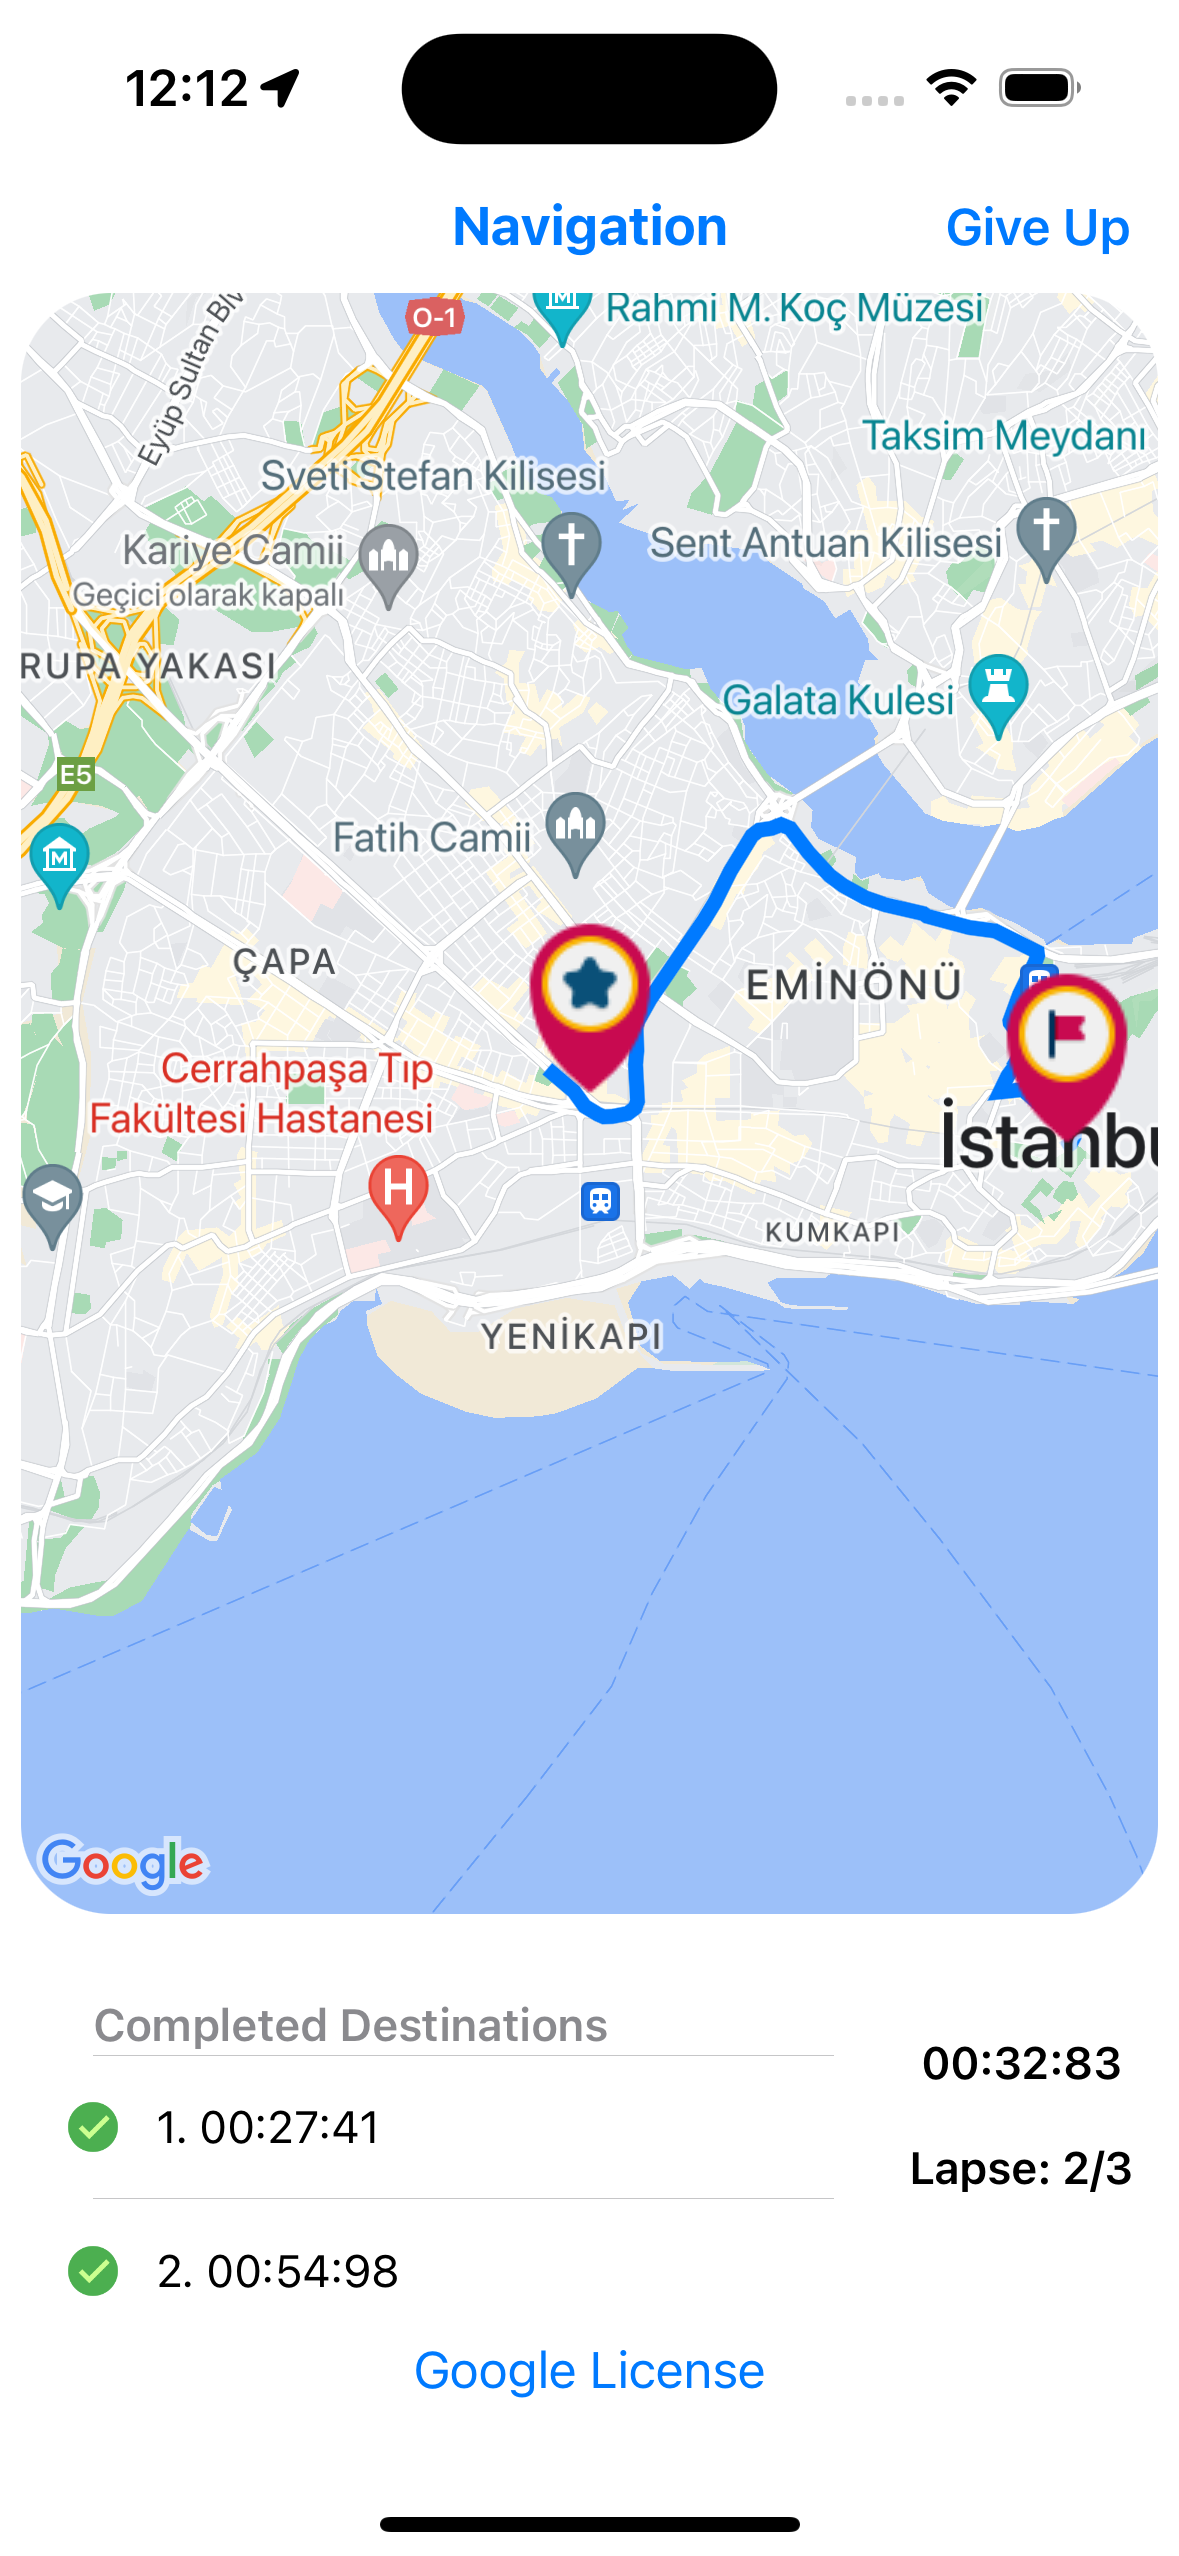 12:12
Navigation
Give Up
Eyüp Sultan Blv
O-1
Rahmi M. Koç Müzesi
Taksim Meydanı
Sveti Stefan Kilisesi
Kariye Camii
Geçici olarak kapalı
Sent Antuan Kilisesi
RUPA YAKASI
Galata Kulesi
E5
Fatih Camii
ÇAPA
EMİNÖNÜ
Cerrahpaşa Tıp
Fakültesi Hastanesi
İstanbu
H
KUMKAPI
YENİKAPI
Google
Completed Destinations
00:32:83
1. 00:27:41
Lapse: 2/3
2. 00:54:98
Google License